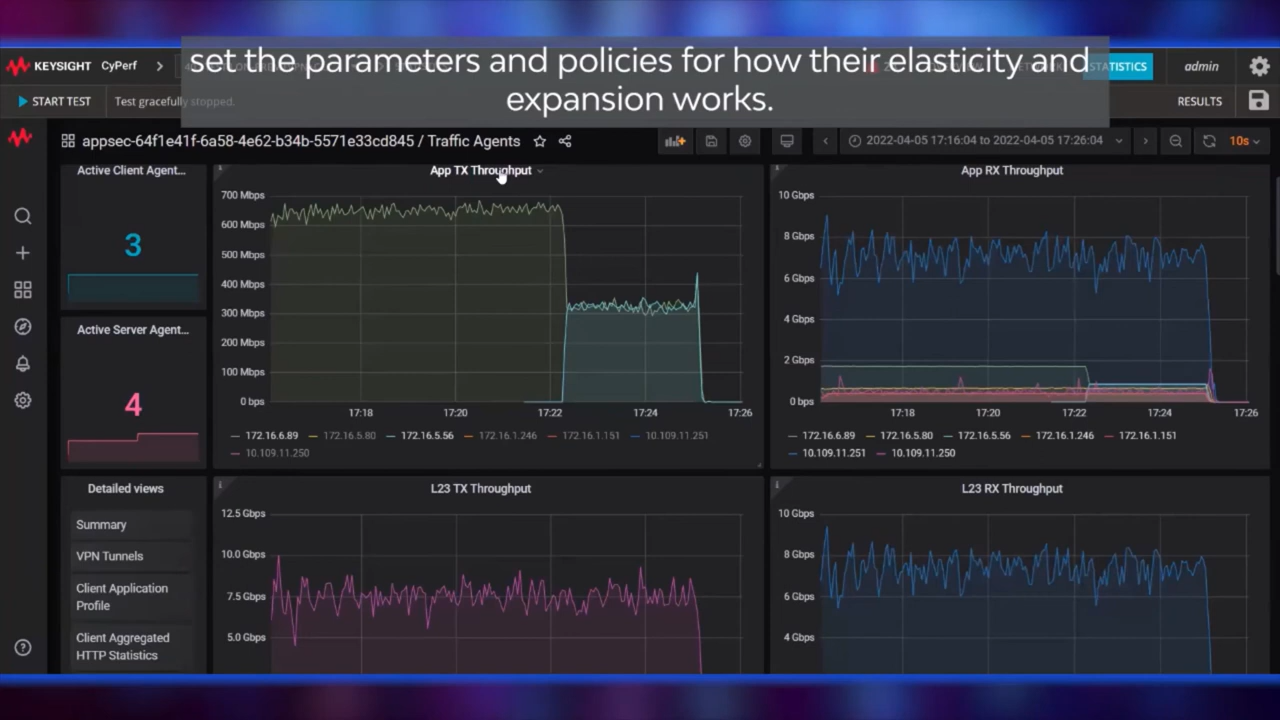 set the parameters and policies for how their elasticity and
expansion works.
KEYSIGHT CyPerf
STATISTICS
admin
START TEST
Test gracefully stopped.
RESULTS
appsec-64f1e41f-6a58-4e62-b34b-5571e33cd845 / Traffic Agents
2022-04-05 17:16:04 to 2022-04-05 17:26:04
10s
Active Client Agent...
3
Active Server Agent...
4
Detailed views
Summary
VPN Tunnels
Client Application
Profile
Client Aggregated
HTTP Statistics
App TX Throughput
700 Mbps
600 Mbps
500 Mbps
400 Mbps
300 Mbps
200 Mbps
100 Mbps
0 bps
17:18 17:20 17:22 17:24 17:26
172.16.6.89 172.16.5.80 172.16.5.56 172.16.1.246 172.16.1.151 10.109.11.251
10.109.11.250
App RX Throughput
10 Gbps
8 Gbps
6 Gbps
4 Gbps
2 Gbps
0 bps
17:18 17:20 17:22 17:24 17:26
172.16.6.89 172.16.5.80 172.16.5.56 172.16.1.246 172.16.1.151
10.109.11.251 10.109.11.250
L23 TX Throughput
12.5 Gbps
10.0 Gbps
7.5 Gbps
5.0 Gbps
L23 RX Throughput
10 Gbps
8 Gbps
6 Gbps
4 Gbps